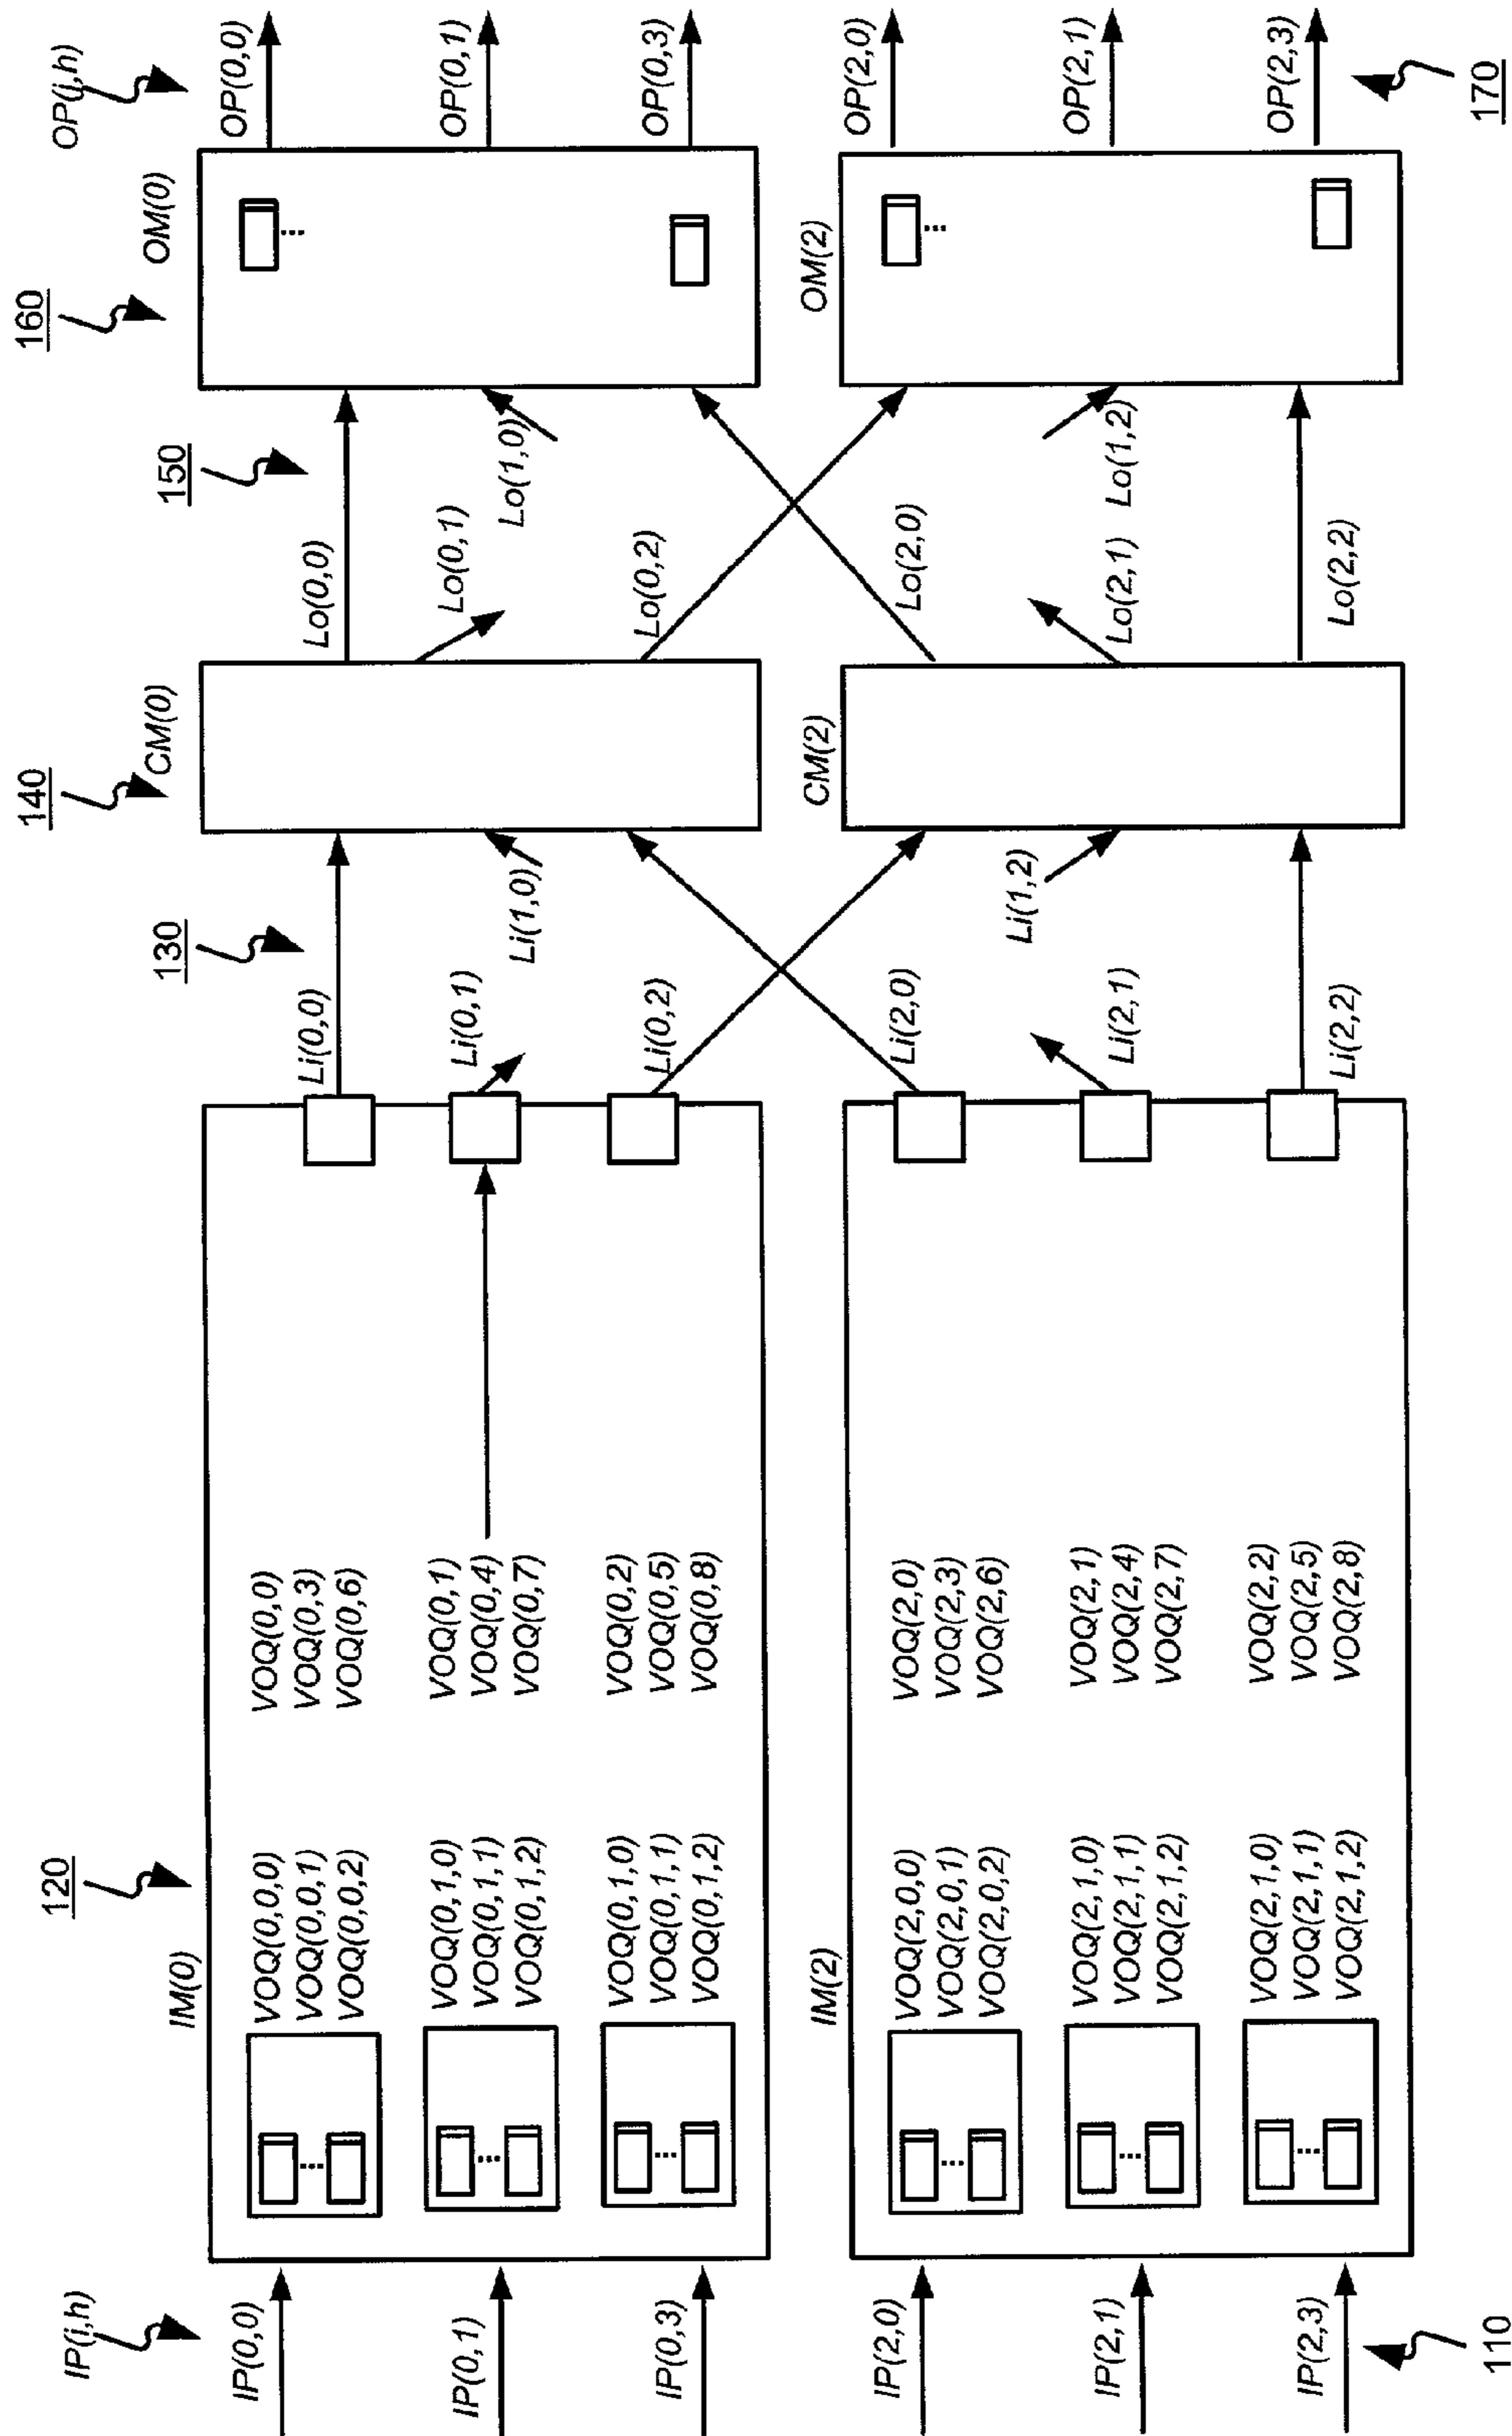 IP(i,h)
IP(0,0)
IP(0,1)
IP(0,3)
IP(2,0)
IP(2,1)
IP(2,3)
110
120
IM(0)
VOQ(0,0,0)
VOQ(0,0,1)
VOQ(0,0,2)
VOQ(0,1,0)
VOQ(0,1,1)
VOQ(0,1,2)
VOQ(0,1,0)
VOQ(0,1,1)
VOQ(0,1,2)
VOQ(0,0)
VOQ(0,3)
VOQ(0,6)
VOQ(0,1)
VOQ(0,4)
VOQ(0,7)
VOQ(0,2)
VOQ(0,5)
VOQ(0,8)
IM(2)
VOQ(2,0,0)
VOQ(2,0,1)
VOQ(2,0,2)
VOQ(2,1,0)
VOQ(2,1,1)
VOQ(2,1,2)
VOQ(2,1,0)
VOQ(2,1,1)
VOQ(2,1,2)
VOQ(2,0)
VOQ(2,3)
VOQ(2,6)
VOQ(2,1)
VOQ(2,4)
VOQ(2,7)
VOQ(2,2)
VOQ(2,5)
VOQ(2,8)
130
Li(0,0)
Li(0,1)
Li(1,0)
Li(0,2)
Li(2,0)
Li(1,2)
Li(2,1)
Li(2,2)
140
CM(0)
CM(2)
150
Lo(0,0)
Lo(0,1)
Lo(1,0)
Lo(0,2)
Lo(2,0)
Lo(2,1)
Lo(1,2)
Lo(2,2)
160
OM(0)
OM(2)
OP(j,h)
OP(0,0)
OP(0,1)
OP(0,3)
OP(2,0)
OP(2,1)
OP(2,3)
170